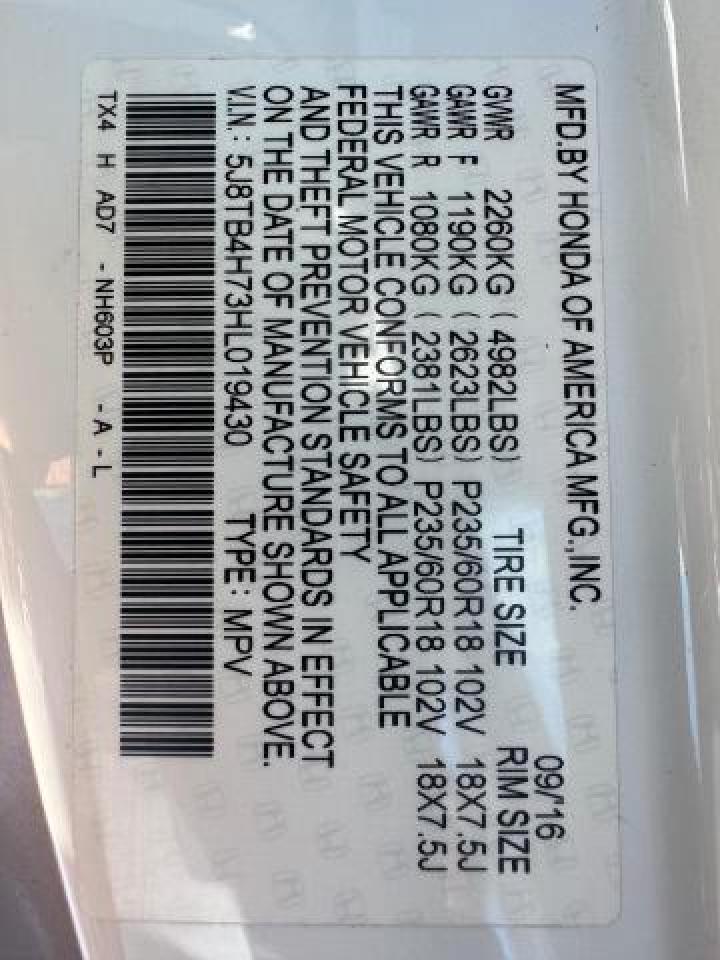 MFD.BY HONDA OF AMERICA MFG.,INC. 09/'16
GVWR 2260KG ( 4982LBS) TIRE SIZE RIM SIZE
GAWR F 1190KG ( 2623LBS) P235/60R18 102V 18X7.5J
GAWR R 1080KG ( 2381LBS) P235/60R18 102V 18X7.5J
THIS VEHICLE CONFORMS TO ALL APPLICABLE
FEDERAL MOTOR VEHICLE SAFETY
AND THEFT PREVENTION STANDARDS IN EFFECT
ON THE DATE OF MANUFACTURE SHOWN ABOVE.
V.I.N.: 5J8TB4H73HL019430 TYPE: MPV
TX4 H AD7 - NH603P - A - L